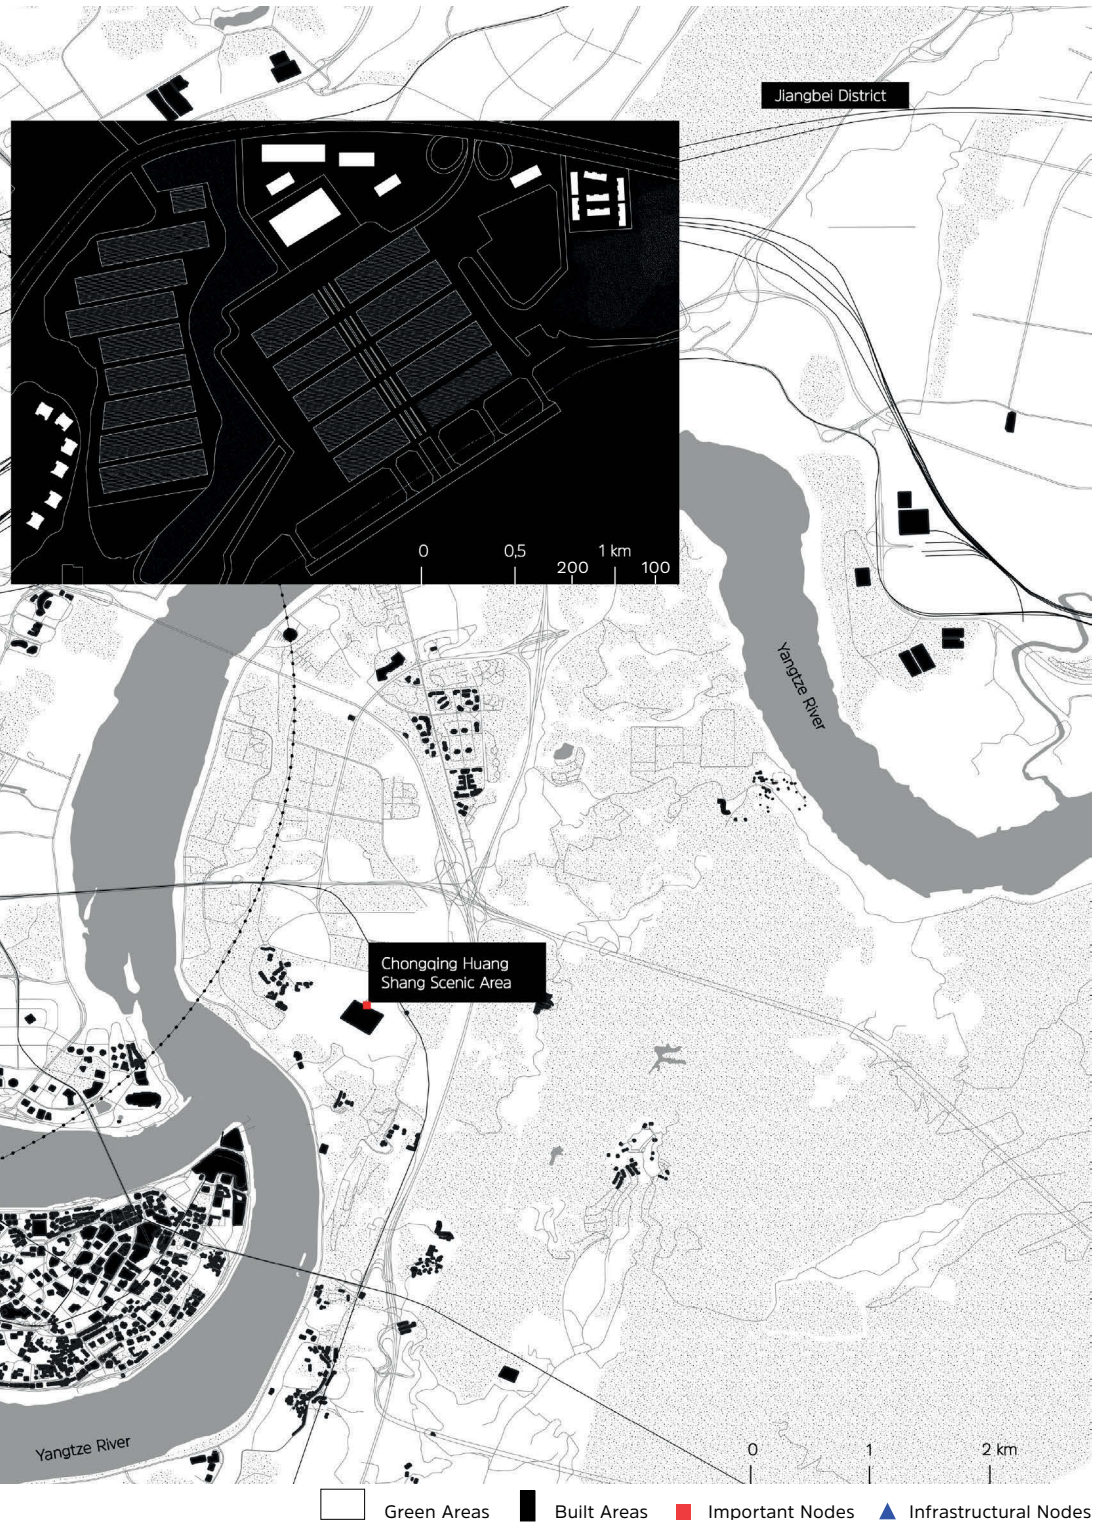 Jiangbei District
0 0,5 1 km
200 100
Yangtze River
Chongqing Huang
Shang Scenic Area
Yangtze River
0 1 2 km
Green Areas Built Areas Important Nodes Infrastructural Nodes